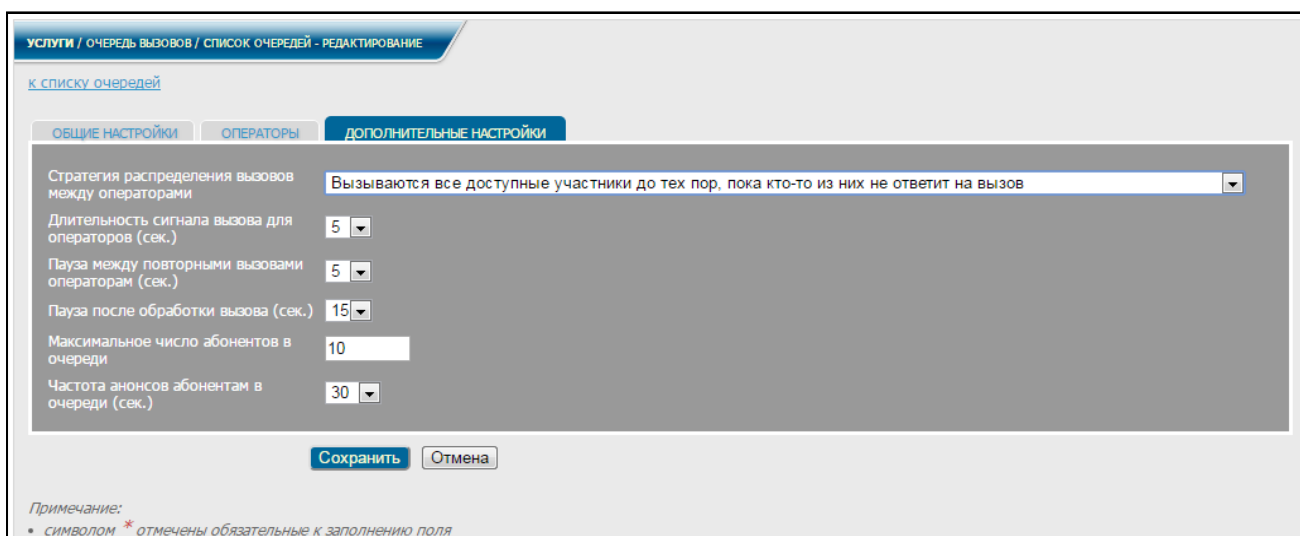 УСЛУГИ / ОЧЕРЕДЬ ВЫЗОВОВ / СПИСОК ОЧЕРЕДЕЙ - РЕДАКТИРОВАНИЕ
к списку очередей
ОБЩИЕ НАСТРОЙКИ ОПЕРАТОРЫ ДОПОЛНИТЕЛЬНЫЕ НАСТРОЙКИ
Стратегия распределения вызовов
между операторами
Вызываются все доступные участники до тех пор, пока кто-то из них не ответит на вызов
Длительность сигнала вызова для
операторов (сек.)
5
Пауза между повторными вызовами
операторам (сек.)
5
Пауза после обработки вызова (сек.) 15
Максимальное число абонентов в
очереди
10
Частота анонсов абонентам в
очереди (сек.)
30
Сохранить Отмена
Примечание:
• символом * отмечены обязательные к заполнению поля